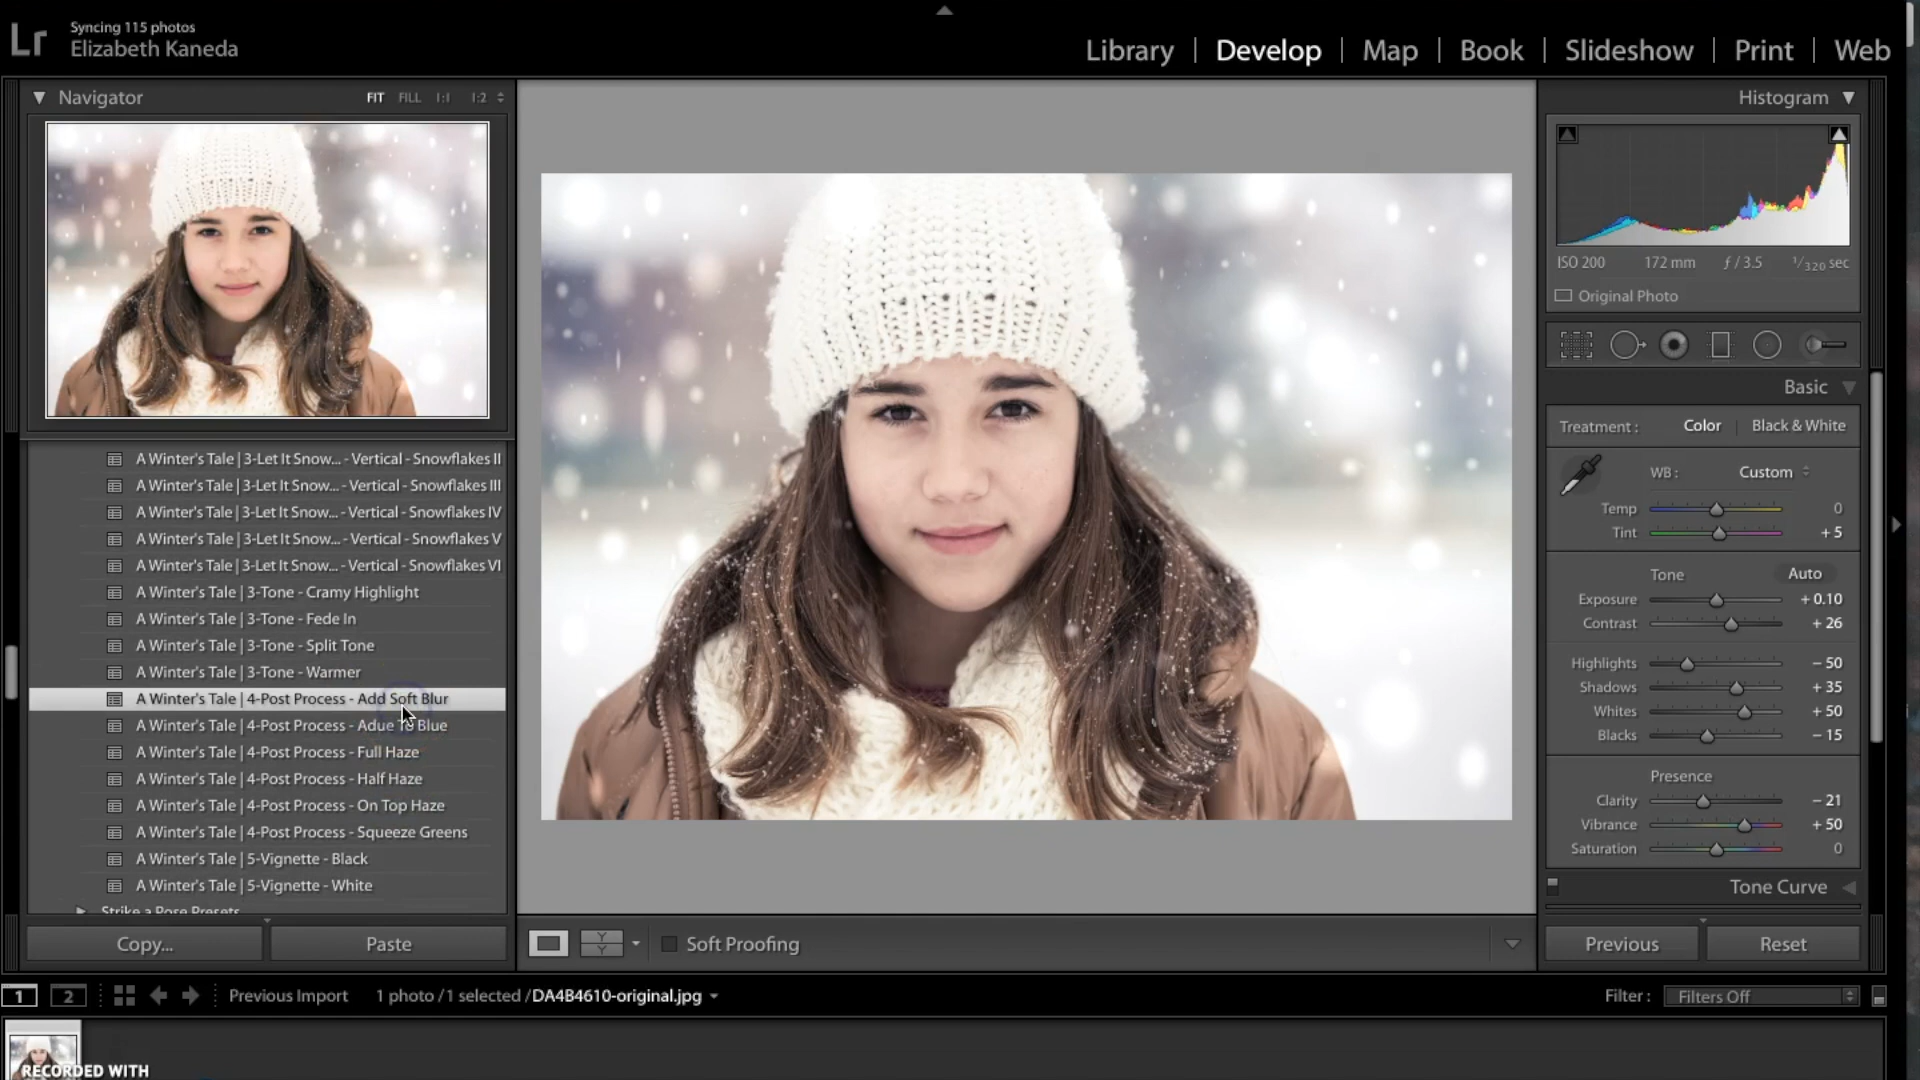 Lr
Syncing 115 photos
Elizabeth Kaneda
Library | Develop | Map | Book | Slideshow | Print | Web
Navigator FIT FILL 1:1 1:2
A Winter's Tale | 3-Let It Snow... - Vertical - Snowflakes II
A Winter's Tale | 3-Let It Snow... - Vertical - Snowflakes III
A Winter's Tale | 3-Let It Snow... - Vertical - Snowflakes IV
A Winter's Tale | 3-Let It Snow... - Vertical - Snowflakes V
A Winter's Tale | 3-Let It Snow... - Vertical - Snowflakes VI
A Winter's Tale | 3-Tone - Cramy Highlight
A Winter's Tale | 3-Tone - Fede In
A Winter's Tale | 3-Tone - Split Tone
A Winter's Tale | 3-Tone - Warmer
A Winter's Tale | 4-Post Process - Add Soft Blur
A Winter's Tale | 4-Post Process - Adue To Blue
A Winter's Tale | 4-Post Process - Full Haze
A Winter's Tale | 4-Post Process - Half Haze
A Winter's Tale | 4-Post Process - On Top Haze
A Winter's Tale | 4-Post Process - Squeeze Greens
A Winter's Tale | 5-Vignette - Black
A Winter's Tale | 5-Vignette - White
Strike a Pose Presets
Copy... Paste
Y Y
Soft Proofing
Histogram
ISO 200 172 mm ƒ / 3.5 1/320 sec
Original Photo
Basic
Treatment : Color | Black & White
WB : Custom
Temp 0
Tint + 5
Tone Auto
Exposure + 0.10
Contrast + 26
Highlights − 50
Shadows + 35
Whites + 50
Blacks − 15
Presence
Clarity − 21
Vibrance + 50
Saturation 0
Tone Curve
Previous Reset
1 2 Previous Import 1 photo / 1 selected / DA4B4610-original.jpg
Filter : Filters Off
RECORDED WITH